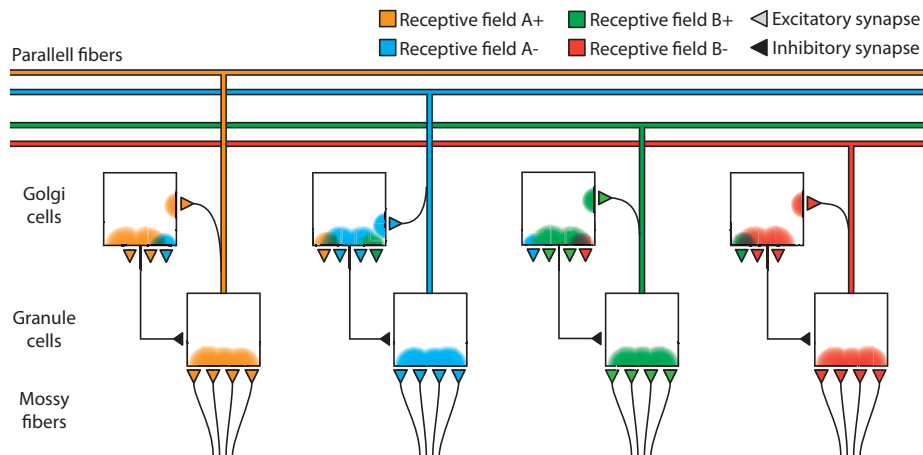 Receptive field A+ Receptive field B+ Excitatory synapse
Receptive field A- Receptive field B- Inhibitory synapse
Parallell fibers
Golgi
cells
Granule
cells
Mossy
fibers